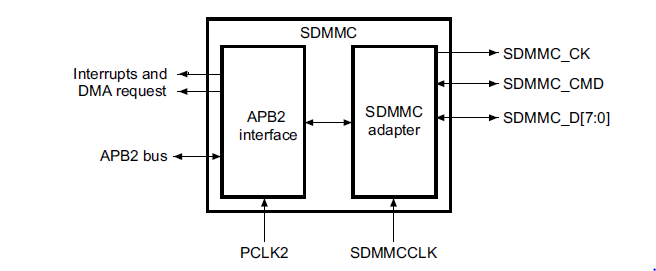 SDMMC
Interrupts and
DMA request
APB2 bus
APB2
interface
SDMMC
adapter
SDMMC_CK
SDMMC_CMD
SDMMC_D[7:0]
PCLK2
SDMMCCLK